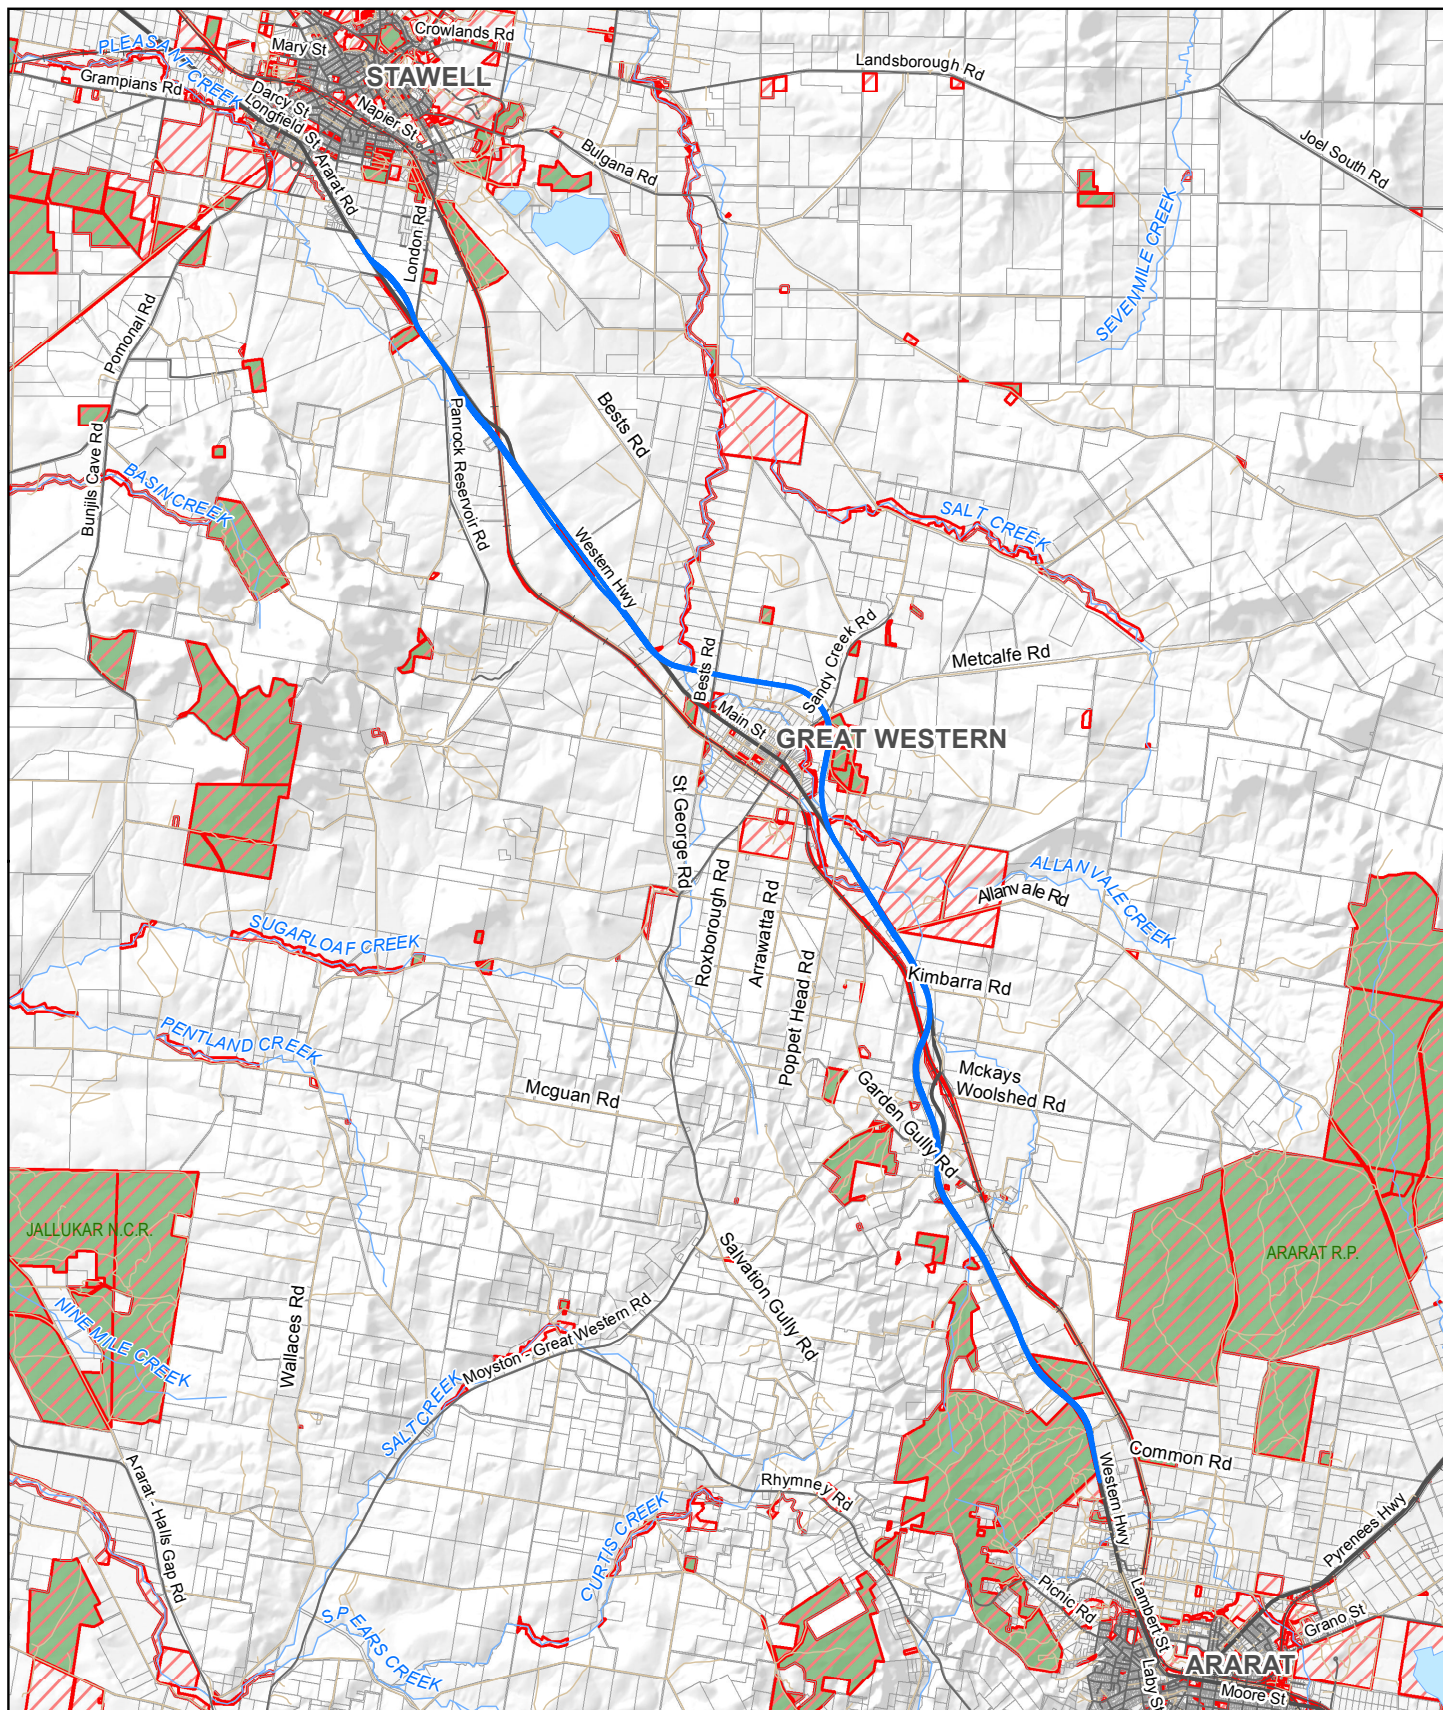 Crowlands Rd
PLEASANT CREEK
Mary St
STAWELL
Landsborough Rd
Grampians Rd
Darcy St
Napier St
Longfield St
Ararat Rd
Bulgana Rd
Joel South Rd
London Rd
SEVENMILE CREEK
Pomonal Rd
Bests Rd
Panrock Reservoir Rd
Bunjils Cave Rd
BASIN CREEK
SALT CREEK
Western Hwy
Sandy Creek Rd
Metcalfe Rd
Bests Rd
Main St
GREAT WESTERN
St George Rd
Roxborough Rd
Arrawatta Rd
Poppet Head Rd
ALLANVALE CREEK
Allanvale Rd
SUGARLOAF CREEK
Kimbarra Rd
PENTLAND CREEK
Mckays
Woolshed Rd
Mcguan Rd
Garden Gully Rd
JALLUKAR N.C.R.
ARARAT R.P.
Salvation Gully Rd
NINE MILE CREEK
Wallaces Rd
Moyston - Great Western Rd
SALT CREEK
Common Rd
Western Hwy
Ararat - Halls Gap Rd
Rhymney Rd
CURTIS CREEK
Pyrenees Hwy
Picnic Rd
Lambert St
Grano St
SPEARS CREEK
ARARAT
Laby St
Moore St